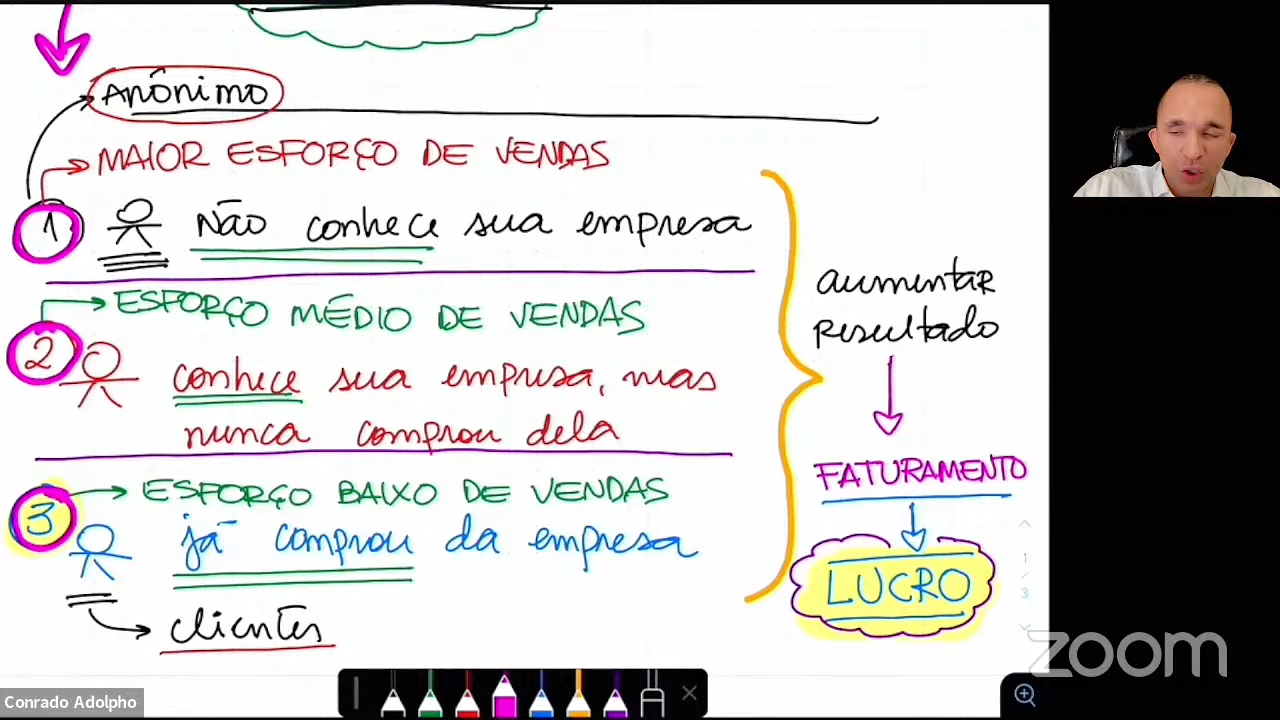 Anônimo
MAIOR ESFORÇO DE VENDAS
1 Não conhece sua empresa
ESFORÇO MÉDIO DE VENDAS
2 conhece sua empresa, mas
nunca comprou dela
3 ESFORÇO BAIXO DE VENDAS
já comprou da empresa
clientes
aumentar
resultado
FATURAMENTO
LUCRO
1
/
3
zoom
Conrado Adolpho